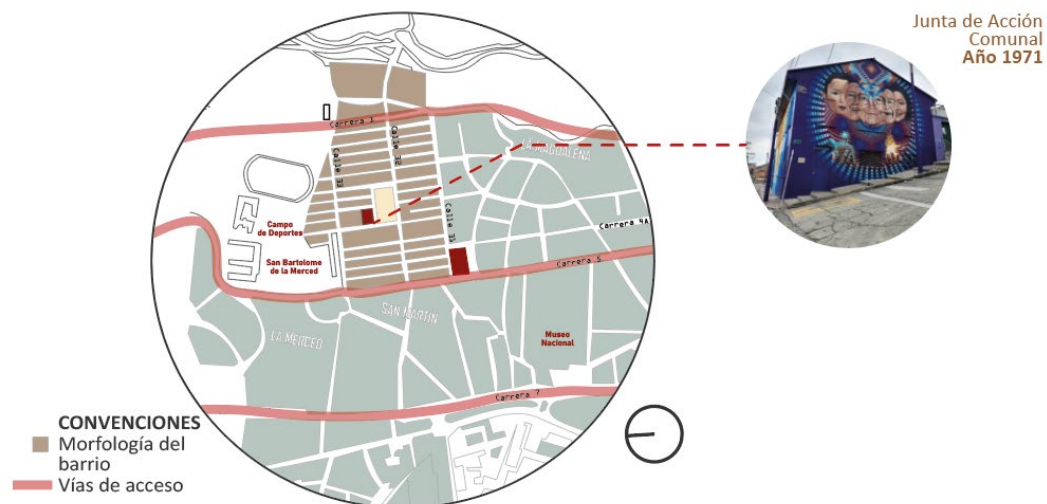 Junta de Acción
Comunal
Año 1971
Carrera 1
Calle 32
Calle 33
LA MAGDALENA
Calle 31
Carrera 4A
Campo
de Deportes
San Bartolome
de la Merced
Carrera 5
SAN MARTIN
LA MERCED
Museo
Nacional
Carrera 7
CONVENCIONES
Morfología del
barrio
Vías de acceso